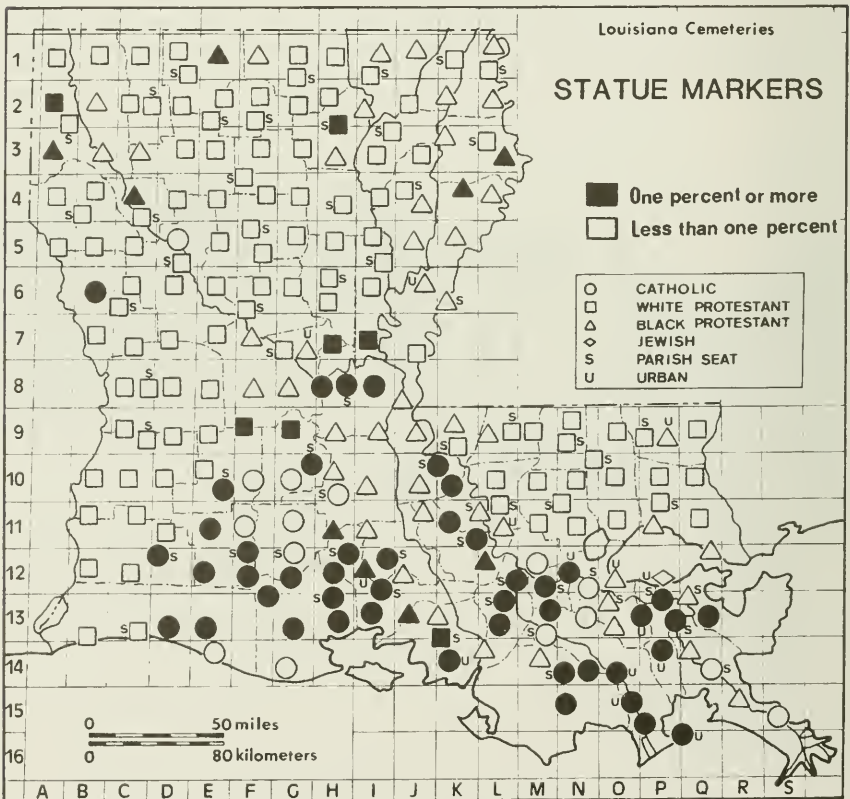 Louisiana Cemeteries
STATUE MARKERS
One percent or more
Less than one percent
CATHOLIC
WHITE PROTESTANT
BLACK PROTESTANT
JEWISH
S PARISH SEAT
U URBAN
1
2
3
4
5
6
7
8
9
10
11
12
13
14
15
16
0 50 miles
0 80 kilometers
A B C D E F G H I J K L M N O P Q R S